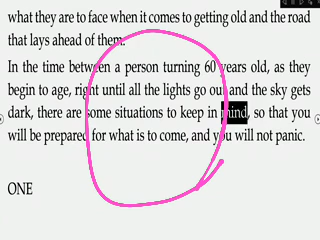 what they are to face when it comes to getting old and the road
that lays ahead of them.
In the time between a person turning 60 years old, as they
begin to age, right until all the lights go out and the sky gets
dark, there are some situations to keep in mind, so that you
will be prepared for what is to come, and you will not panic.
ONE